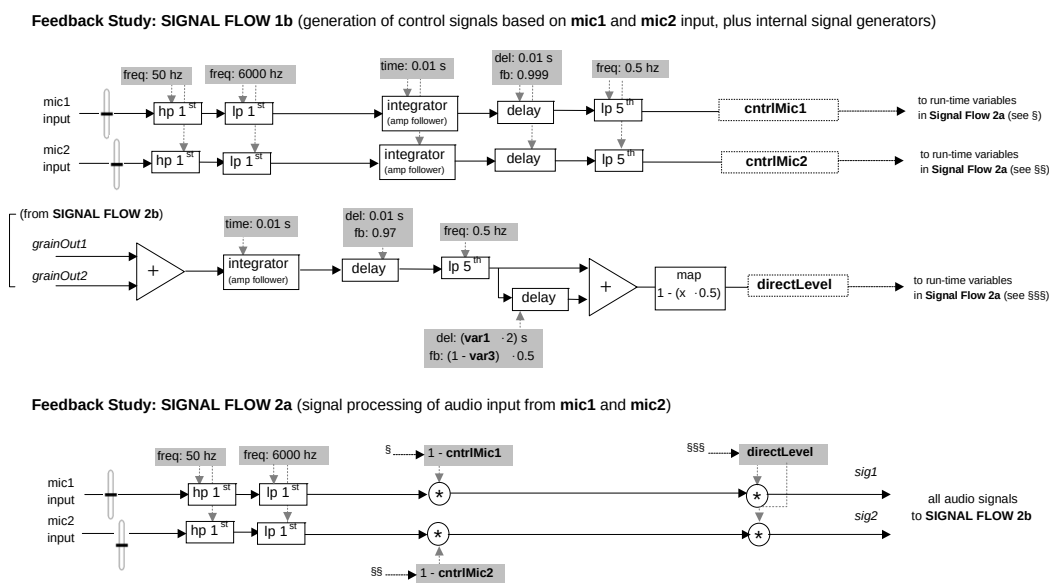 Feedback Study: SIGNAL FLOW 1b (generation of control signals based on mic1 and mic2 input, plus internal signal generators)
freq: 50 hz
freq: 6000 hz
time: 0.01 s
del: 0.01 s
fb: 0.999
freq: 0.5 hz
mic1
input
hp 1st
lp 1st
integrator
(amp follower)
delay
lp 5th
cntrlMic1
to run-time variables
in Signal Flow 2a (see §)
mic2
input
hp 1st
lp 1st
integrator
(amp follower)
delay
lp 5th
cntrlMic2
to run-time variables
in Signal Flow 2a (see §§)
(from SIGNAL FLOW 2b)
time: 0.01 s
del: 0.01 s
fb: 0.97
freq: 0.5 hz
grainOut1
grainOut2
+
integrator
(amp follower)
delay
lp 5th
delay
+
map
1 - (x · 0.5)
directLevel
to run-time variables
in Signal Flow 2a (see §§§)
del: (var1 · 2) s
fb: (1 - var3) · 0.5
Feedback Study: SIGNAL FLOW 2a (signal processing of audio input from mic1 and mic2)
freq: 50 hz
freq: 6000 hz
§
1 - cntrlMic1
§§§
directLevel
mic1
input
hp 1st
lp 1st
*
*
sig1
mic2
input
hp 1st
lp 1st
*
*
sig2
all audio signals
to SIGNAL FLOW 2b
§§
1 - cntrlMic2